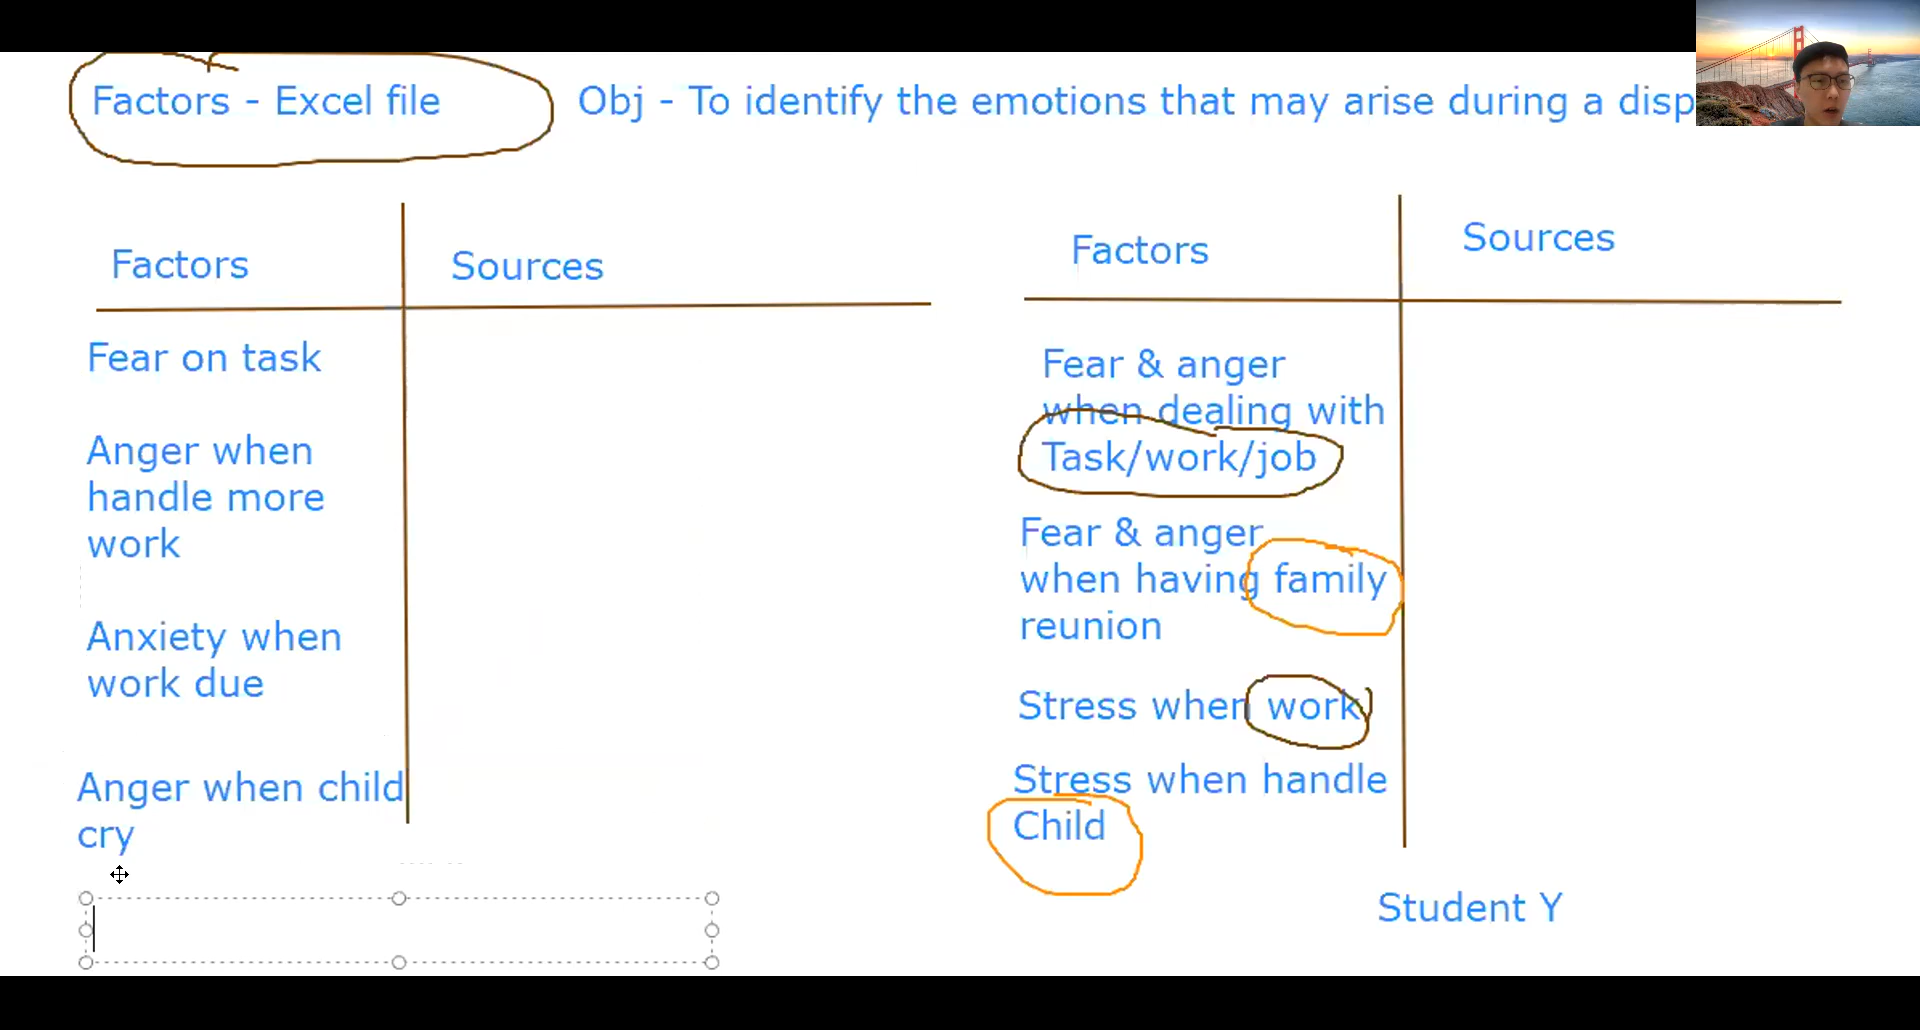 Factors - Excel file
Obj - To identify the emotions that may arise during a disp
Factors
Sources
Fear on task
Anger when
handle more
work
Anxiety when
work due
Anger when child
cry
Factors
Sources
Fear & anger
when dealing with
Task/work/job
Fear & anger
when having family
reunion
Stress when work
Stress when handle
Child
Student Y